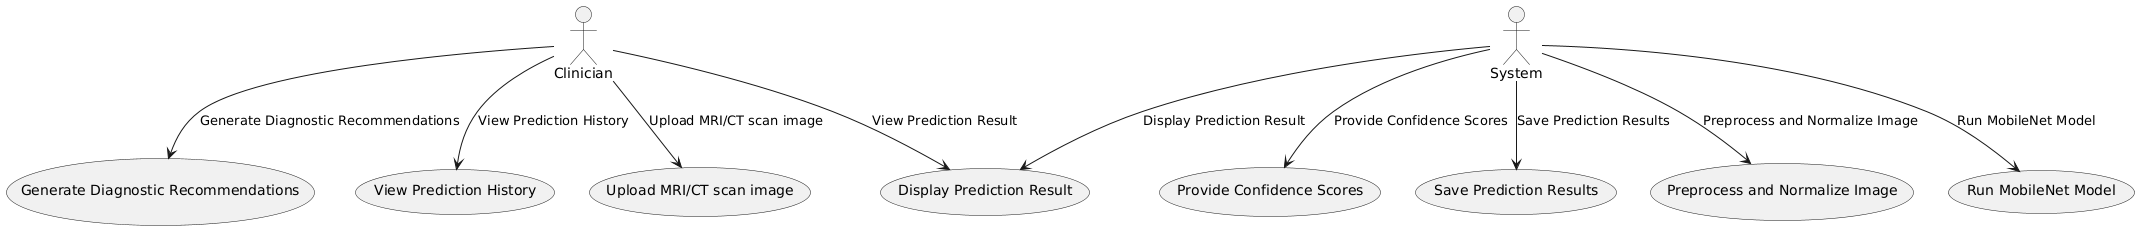 Clinician
System
Generate Diagnostic Recommendations
View Prediction History
Upload MRI/CT scan image
View Prediction Result
Display Prediction Result
Provide Confidence Scores
Save Prediction Results
Preprocess and Normalize Image
Run MobileNet Model
Generate Diagnostic Recommendations
View Prediction History
Upload MRI/CT scan image
Display Prediction Result
Provide Confidence Scores
Save Prediction Results
Preprocess and Normalize Image
Run MobileNet Model